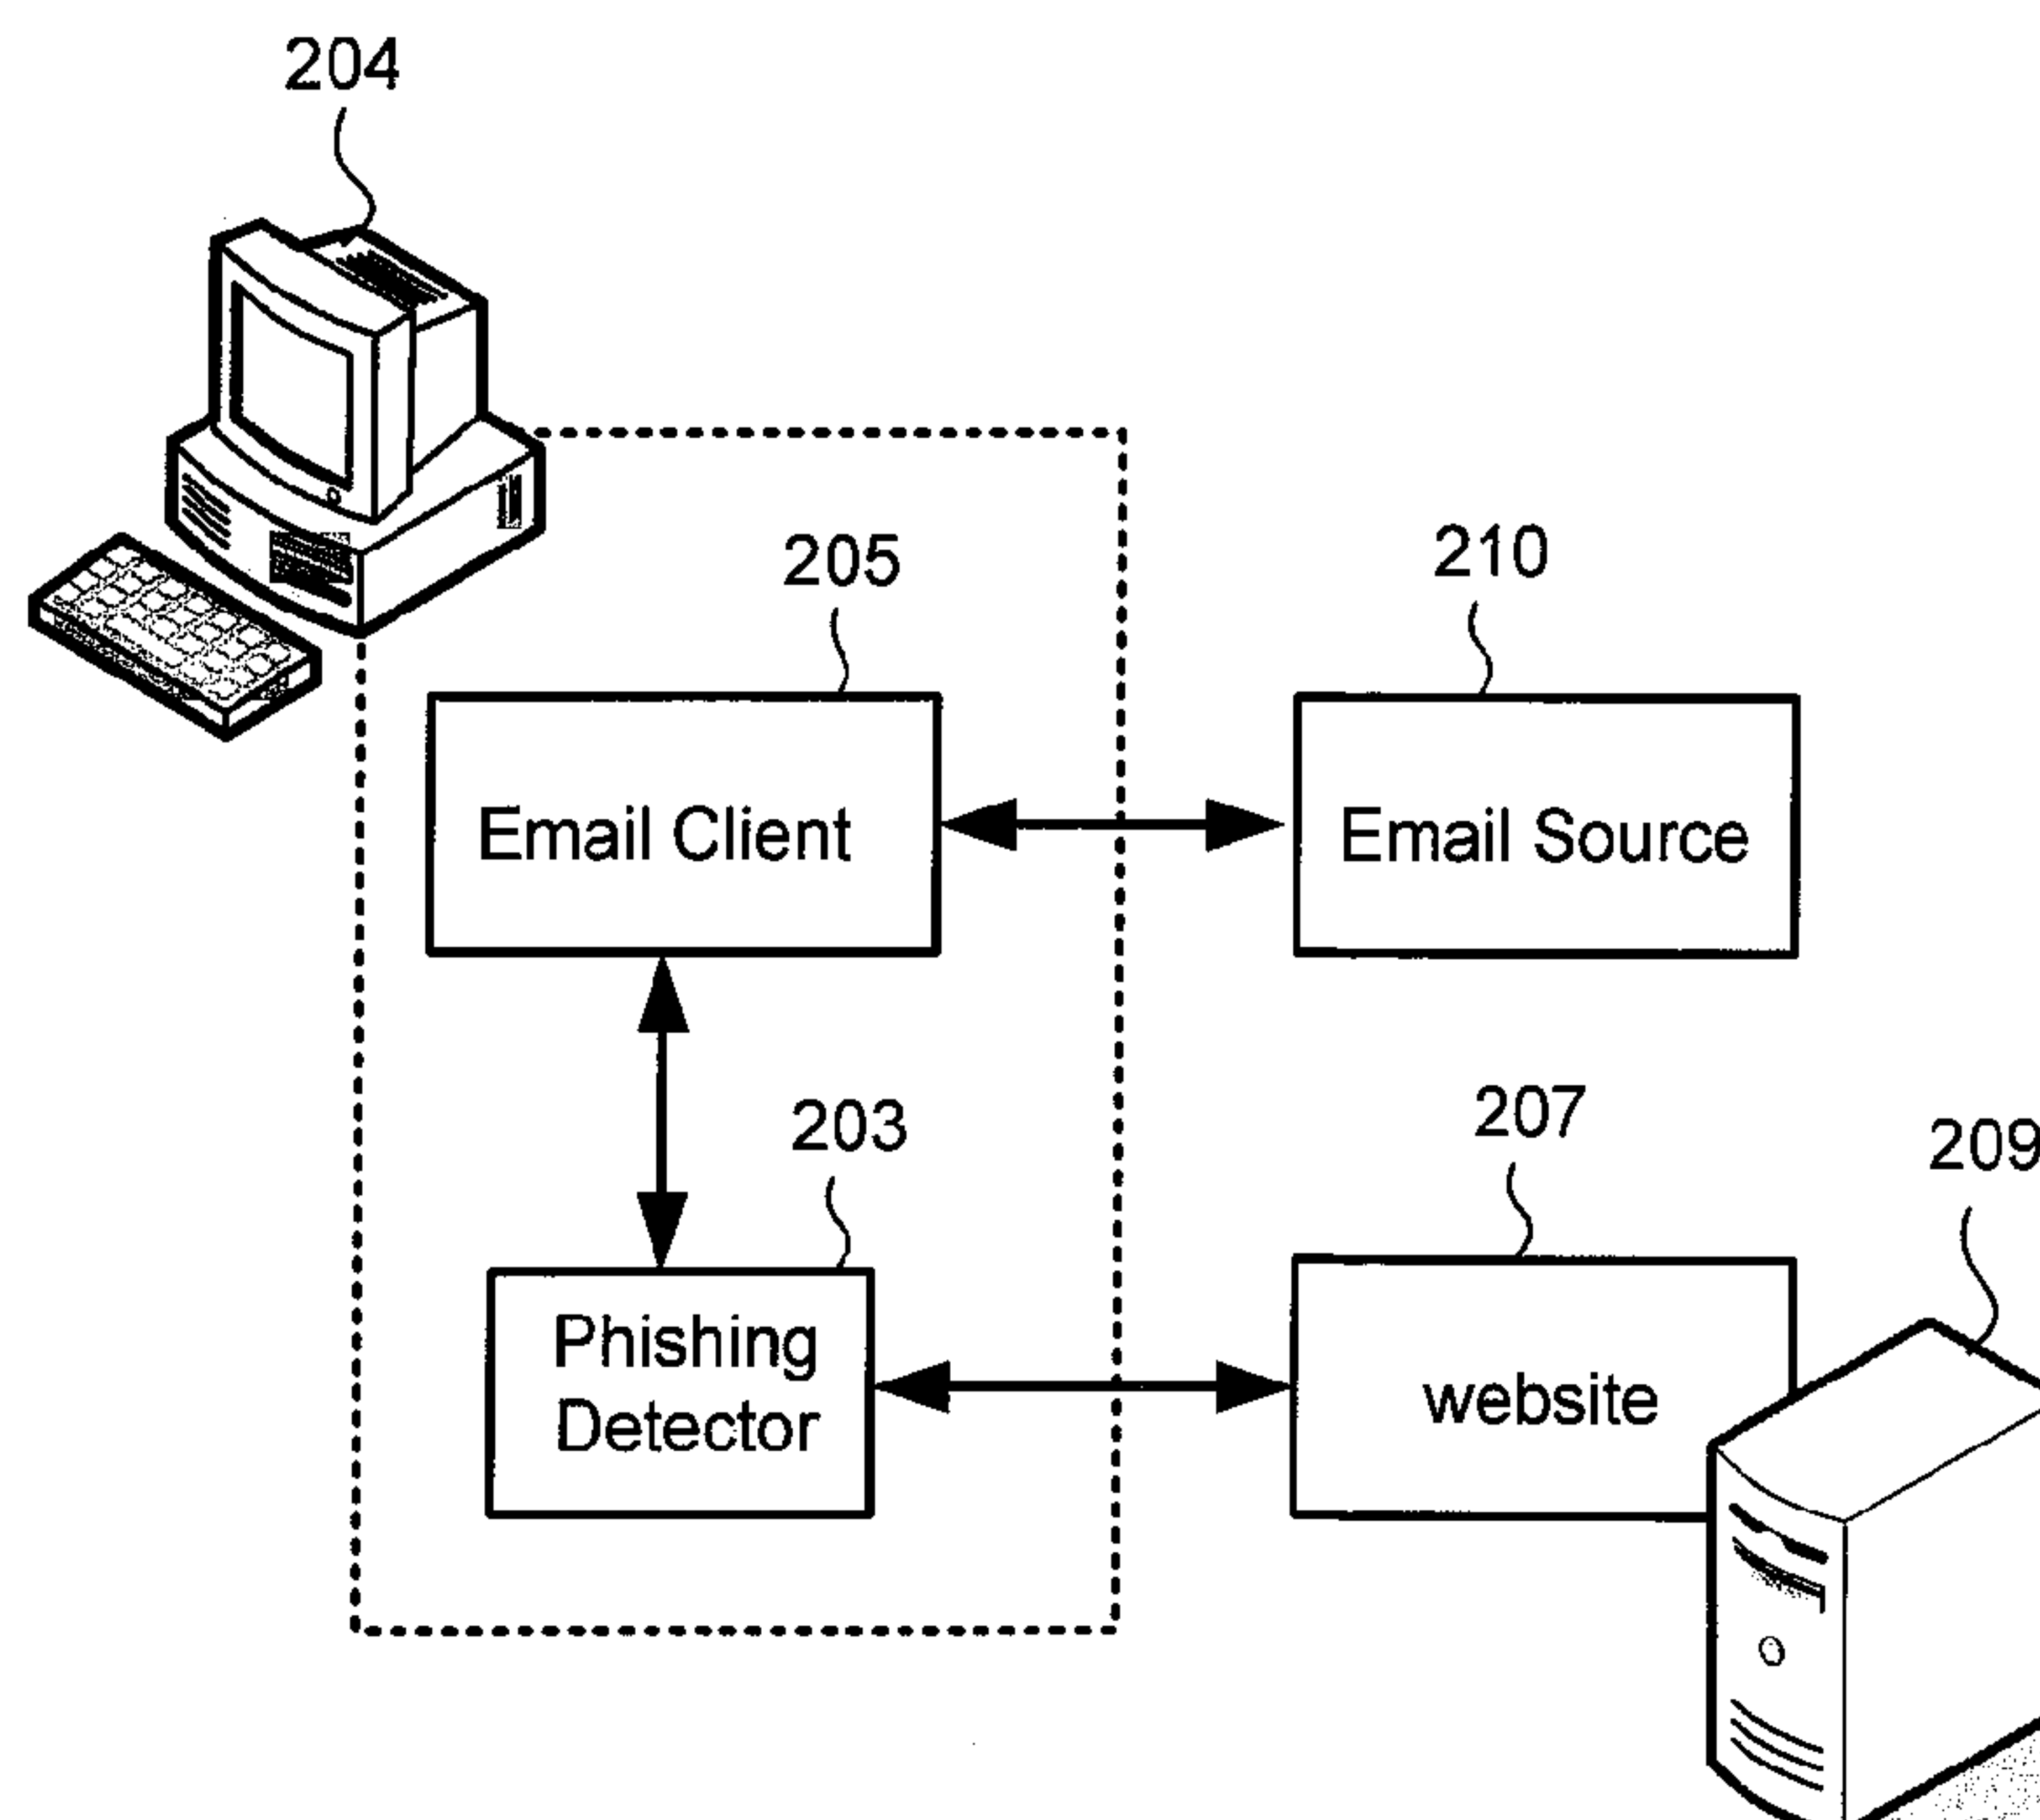 204
205
210
Email Client
Email Source
203
207
209
Phishing
Detector
website